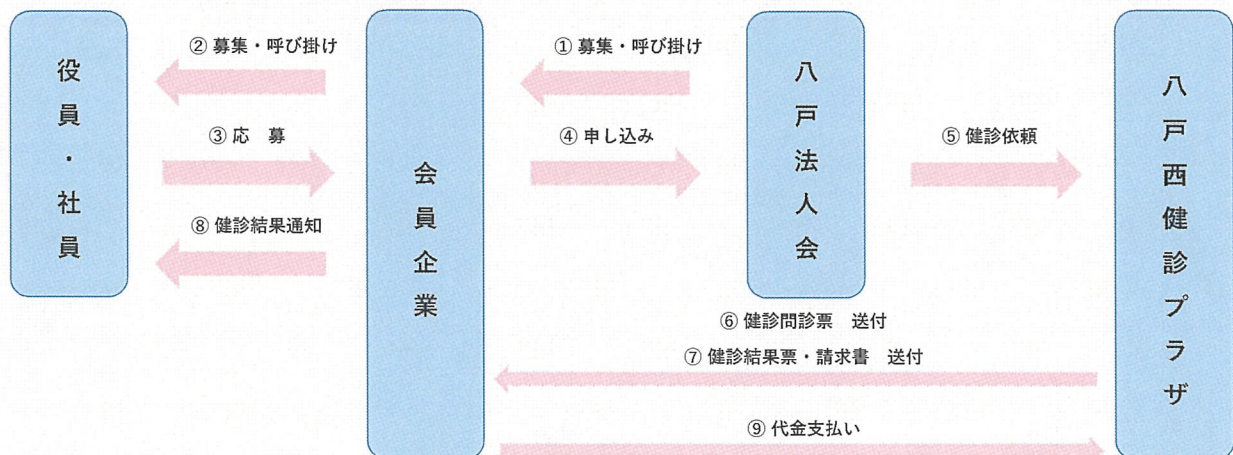 役員・社員
② 募集・呼び掛け
③ 応　募
⑧ 健診結果通知
会員企業
① 募集・呼び掛け
④ 申し込み
八戸法人会
⑤ 健診依頼
⑥ 健診問診票　送付
⑦ 健診結果票・請求書　送付
⑨ 代金支払い
八戸西健診プラザ